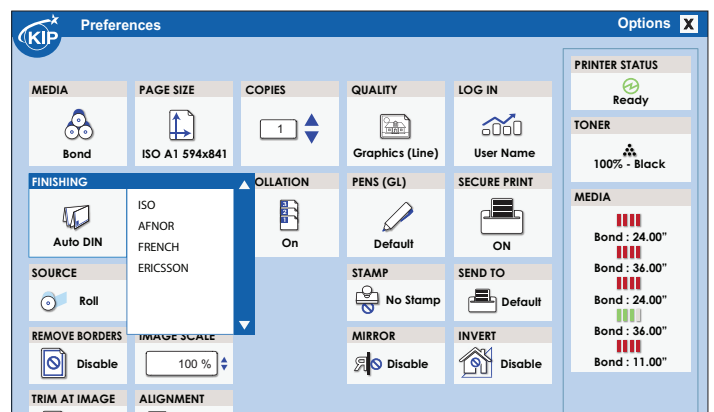 KIP
Preferences
Options X
PRINTER STATUS
Ready
TONER
100% - Black
MEDIA
Bond : 24.00"
Bond : 36.00"
Bond : 24.00"
Bond : 36.00"
Bond : 11.00"
MEDIA
Bond
PAGE SIZE
ISO A1 594x841
COPIES
1
QUALITY
Graphics (Line)
LOG IN
User Name
FINISHING
Auto DIN
ISO
AFNOR
FRENCH
ERICSSON
OLLATION
On
PENS (GL)
Default
SECURE PRINT
ON
SOURCE
Roll
STAMP
No Stamp
SEND TO
Default
REMOVE BORDERS
Disable
IMAGE SCALE
100 %
MIRROR
Disable
INVERT
Disable
TRIM AT IMAGE
ALIGNMENT